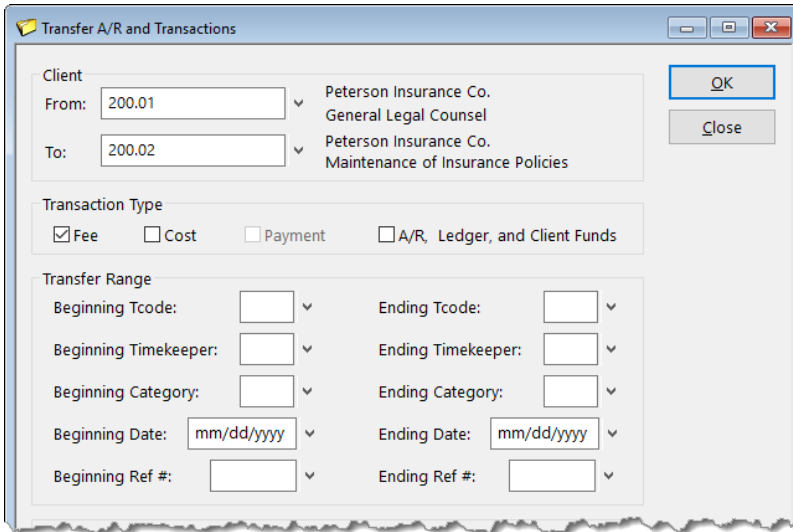 Transfer A/R and Transactions
Client
From: 200.01 Peterson Insurance Co.
General Legal Counsel
To: 200.02 Peterson Insurance Co.
Maintenance of Insurance Policies
OK
Close
Transaction Type
Fee Cost Payment A/R, Ledger, and Client Funds
Transfer Range
Beginning Tcode: Ending Tcode:
Beginning Timekeeper: Ending Timekeeper:
Beginning Category: Ending Category:
Beginning Date: mm/dd/yyyy Ending Date: mm/dd/yyyy
Beginning Ref #: Ending Ref #: